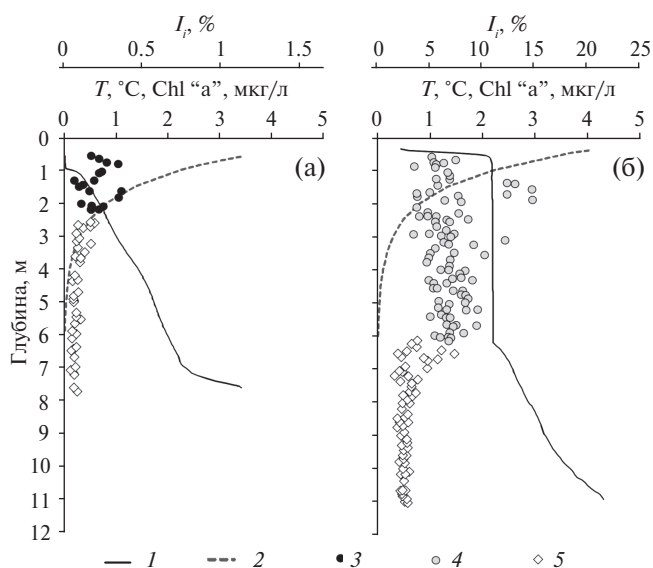 I_i, %
I_i, %
0 0.5 1 1.5
0 5 10 15 20 25
T, °C, Chl “a”, мкг/л
T, °C, Chl “a”, мкг/л
0 1 2 3 4 5
0 1 2 3 4 5
Глубина, м
0
1
2
3
4
5
6
7
8
9
10
11
12
(а)
(б)
1 2 3 4 5